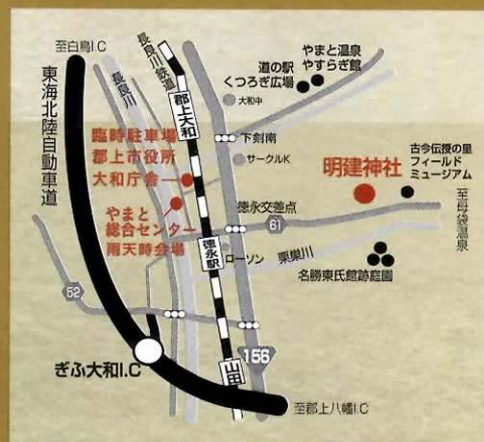 至白鳥I.C
東海北陸自動車道
長良川
長良川鉄道
郡上大和
道の駅
くつろぎ広場
やまと温泉
やすらぎ館
大和中
臨時駐車場
郡上市役所
大和庁舎
下剣南
サークルK
明建神社
古今伝授の里
フィールド
ミュージアム
至母袋温泉
やまと
総合センター
雨天時会場
徳永交差点
61
徳永駅
ローソン
栗巣川
名勝東氏館跡庭園
52
ぎふ大和I.C
山田
156
至郡上八幡I.C